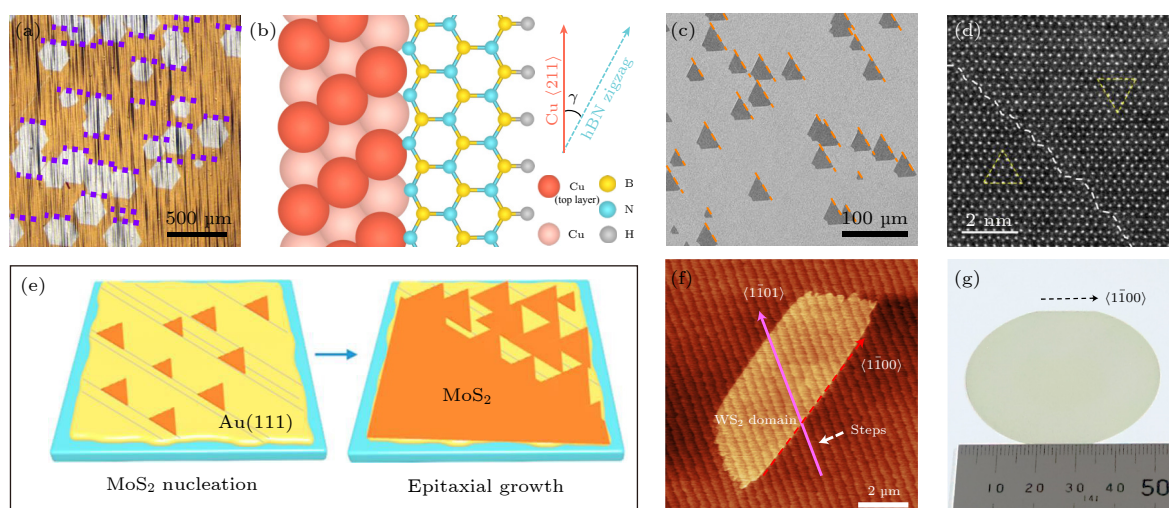 (a)
500 μm
(b)
Cu ⟨211⟩
γ
hBN zigzag
Cu
(top layer)
B
N
Cu
H
(c)
100 μm
(d)
2 nm
(e)
Au(111)
MoS₂
MoS₂ nucleation
Epitaxial growth
(f)
⟨11̄01⟩
⟨11̄00⟩
WS₂ domain
Steps
2 μm
(g)
⟨11̄00⟩
10 20 30 40 50